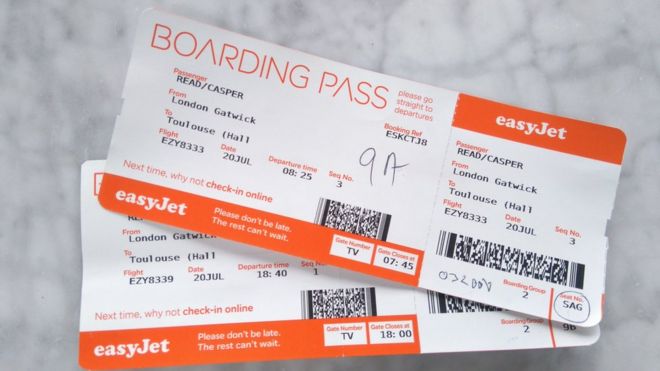 BOARDING PASS
please go
straight to
departures
Passenger
READ/CASPER
From
London Gatwick
To
Toulouse (Hall
Booking Ref
ESKCTJ8
Flight Date Departure time Seq No.
EZY8333 20JUL 08:25 3
9A
Next time, why not check-in online
easyJet
Please don't be late.
The rest can't wait.
Gate Number Gate Closes at
TV 07:45
easyJet
Passenger
READ/CASPER
From
London Gatwick
To
Toulouse (Hall
Flight Date Seq No.
EZY8333 20JUL 3
Boarding Group Seat No.
2 SAG
London Gatwick
To
Toulouse (Hall
Flight Date Departure time Seq No.
EZY8339 20JUL 18:40 1
Next time, why not check-in online
easyJet
Please don't be late.
The rest can't wait.
Gate Number Gate Closes at
TV 18:00
Boarding Group
2 9B